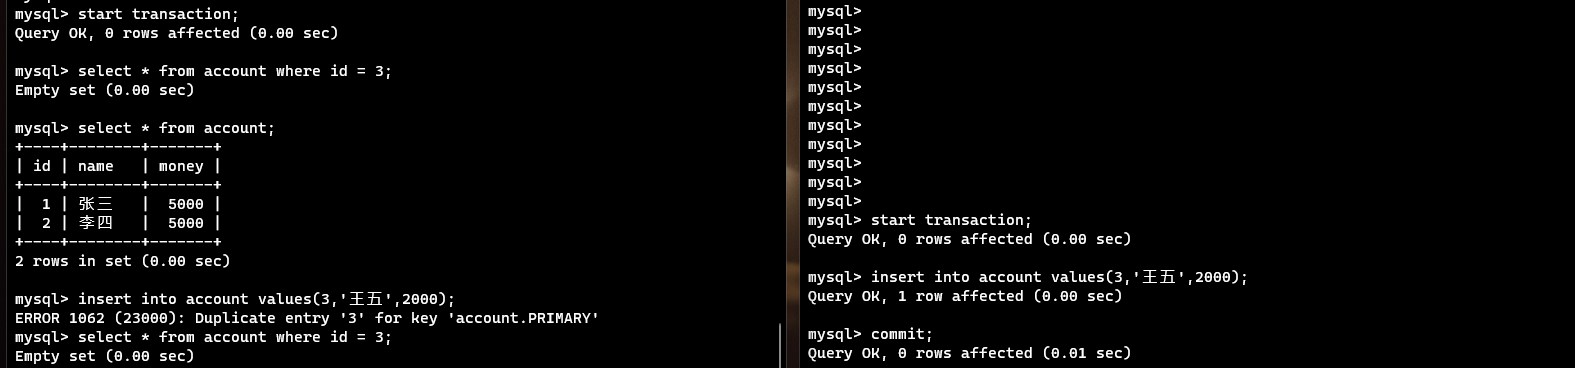 mysql> start transaction;
Query OK, 0 rows affected (0.00 sec)
mysql> select * from account where id = 3;
Empty set (0.00 sec)
mysql> select * from account;
+----+--------+-------+
| id | name   | money |
+----+--------+-------+
|  1 | 张三   |  5000 |
|  2 | 李四   |  5000 |
+----+--------+-------+
2 rows in set (0.00 sec)
mysql> insert into account values(3,'王五',2000);
ERROR 1062 (23000): Duplicate entry '3' for key 'account.PRIMARY'
mysql> select * from account where id = 3;
Empty set (0.00 sec)
mysql>
mysql>
mysql>
mysql>
mysql>
mysql>
mysql>
mysql>
mysql>
mysql>
mysql>
mysql> start transaction;
Query OK, 0 rows affected (0.00 sec)
mysql> insert into account values(3,'王五',2000);
Query OK, 1 row affected (0.00 sec)
mysql> commit;
Query OK, 0 rows affected (0.01 sec)